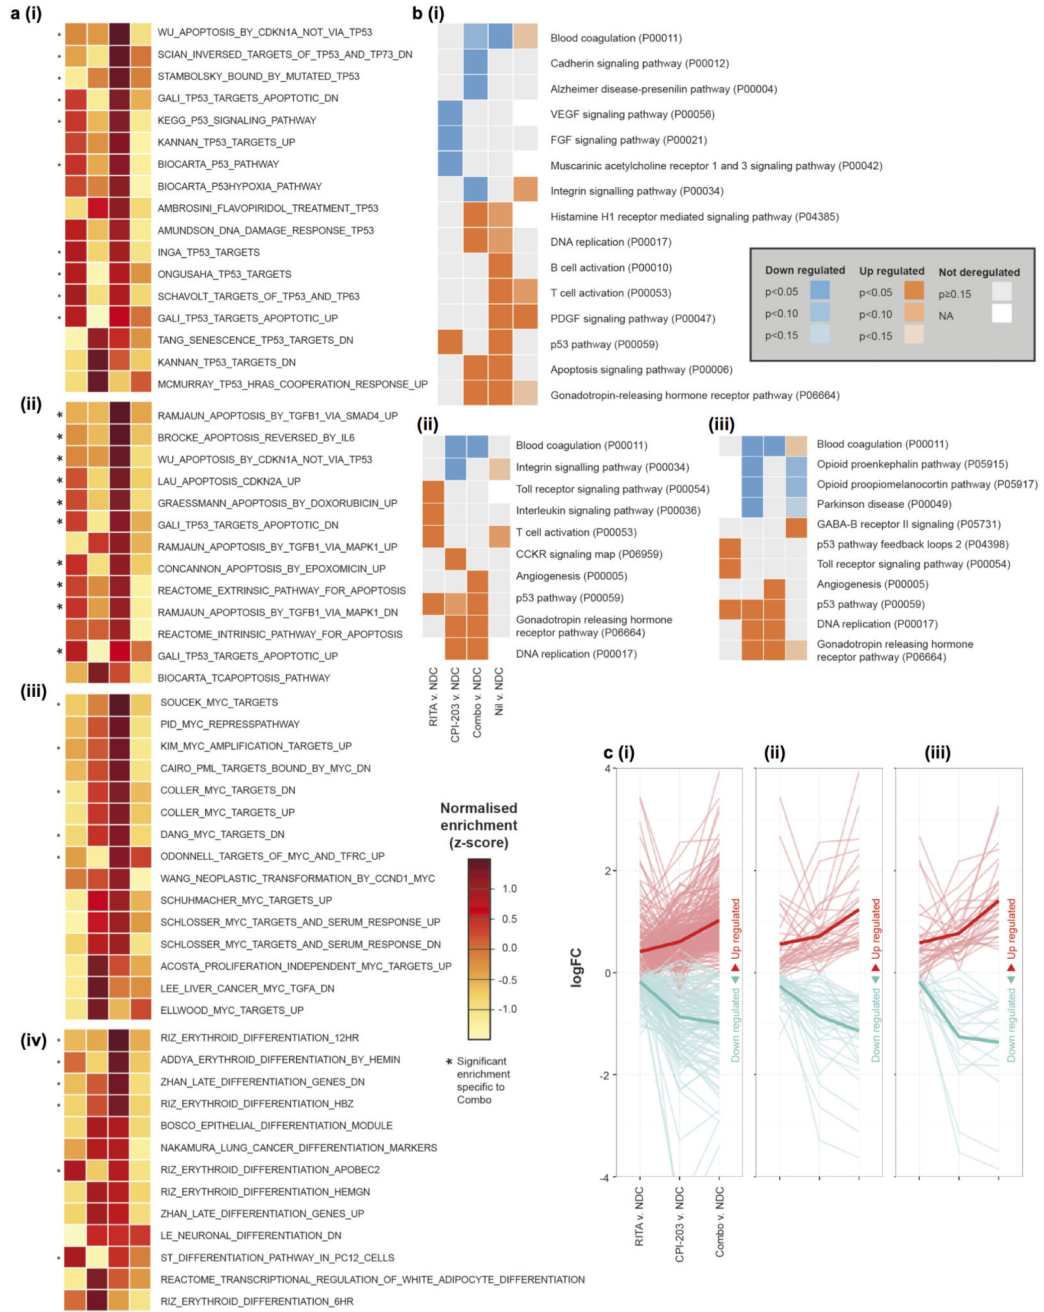 a (i)
WU_APOPTOSIS_BY_CDKN1A_NOT_VIA_TP53
SCIAN_INVERSED_TARGETS_OF_TP53_AND_TP73_DN
STAMBOLSKY_BOUND_BY_MUTATED_TP53
GALI_TP53_TARGETS_APOPTOTIC_DN
KEGG_P53_SIGNALING_PATHWAY
KANNAN_TP53_TARGETS_UP
BIOCARTA_P53_PATHWAY
BIOCARTA_P53HYPOXIA_PATHWAY
AMBROSINI_FLAVOPIRIDOL_TREATMENT_TP53
AMUNDSON_DNA_DAMAGE_RESPONSE_TP53
INGA_TP53_TARGETS
ONGUSAHA_TP53_TARGETS
SCHAVOLT_TARGETS_OF_TP53_AND_TP63
GALI_TP53_TARGETS_APOPTOTIC_UP
TANG_SENESCENCE_TP53_TARGETS_DN
KANNAN_TP53_TARGETS_DN
MCMURRAY_TP53_HRAS_COOPERATION_RESPONSE_UP
(ii)
RAMJAUN_APOPTOSIS_BY_TGFB1_VIA_SMAD4_UP
BROCKE_APOPTOSIS_REVERSED_BY_IL6
WU_APOPTOSIS_BY_CDKN1A_NOT_VIA_TP53
LAU_APOPTOSIS_CDKN2A_UP
GRAESSMANN_APOPTOSIS_BY_DOXORUBICIN_UP
GALI_TP53_TARGETS_APOPTOTIC_DN
RAMJAUN_APOPTOSIS_BY_TGFB1_VIA_MAPK1_UP
CONCANNON_APOPTOSIS_BY_EPOXOMICIN_UP
REACTOME_EXTRINSIC_PATHWAY_FOR_APOPTOSIS
RAMJAUN_APOPTOSIS_BY_TGFB1_VIA_MAPK1_DN
REACTOME_INTRINSIC_PATHWAY_FOR_APOPTOSIS
GALI_TP53_TARGETS_APOPTOTIC_UP
BIOCARTA_TCAPOPTOSIS_PATHWAY
(iii)
SOUCEK_MYC_TARGETS
PID_MYC_REPRESSPATHWAY
KIM_MYC_AMPLIFICATION_TARGETS_UP
CAIRO_PML_TARGETS_BOUND_BY_MYC_DN
COLLER_MYC_TARGETS_DN
COLLER_MYC_TARGETS_UP
DANG_MYC_TARGETS_DN
ODONNELL_TARGETS_OF_MYC_AND_TFRC_UP
WANG_NEOPLASTIC_TRANSFORMATION_BY_CCND1_MYC
SCHUHMACHER_MYC_TARGETS_UP
SCHLOSSER_MYC_TARGETS_AND_SERUM_RESPONSE_UP
SCHLOSSER_MYC_TARGETS_AND_SERUM_RESPONSE_DN
ACOSTA_PROLIFERATION_INDEPENDENT_MYC_TARGETS_UP
LEE_LIVER_CANCER_MYC_TGFA_DN
ELLWOOD_MYC_TARGETS_UP
(iv)
RIZ_ERYTHROID_DIFFERENTIATION_12HR
ADDYA_ERYTHROID_DIFFERENTIATION_BY_HEMIN
ZHAN_LATE_DIFFERENTIATION_GENES_DN
RIZ_ERYTHROID_DIFFERENTIATION_HBZ
BOSCO_EPITHELIAL_DIFFERENTIATION_MODULE
NAKAMURA_LUNG_CANCER_DIFFERENTIATION_MARKERS
RIZ_ERYTHROID_DIFFERENTIATION_APOBEC2
RIZ_ERYTHROID_DIFFERENTIATION_HEMGN
ZHAN_LATE_DIFFERENTIATION_GENES_UP
LE_NEURONAL_DIFFERENTIATION_DN
ST_DIFFERENTIATION_PATHWAY_IN_PC12_CELLS
REACTOME_TRANSCRIPTIONAL_REGULATION_OF_WHITE_ADIPOCYTE_DIFFERENTIATION
RIZ_ERYTHROID_DIFFERENTIATION_6HR
Normalised
enrichment
(z-score)
1.0
0.5
0.0
-0.5
-1.0
* Significant
enrichment
specific to
Combo
b (i)
Blood coagulation (P00011)
Cadherin signaling pathway (P00012)
Alzheimer disease-presenilin pathway (P00004)
VEGF signaling pathway (P00056)
FGF signaling pathway (P00021)
Muscarinic acetylcholine receptor 1 and 3 signaling pathway (P00042)
Integrin signalling pathway (P00034)
Histamine H1 receptor mediated signaling pathway (P04385)
DNA replication (P00017)
B cell activation (P00010)
T cell activation (P00053)
PDGF signaling pathway (P00047)
p53 pathway (P00059)
Apoptosis signaling pathway (P00006)
Gonadotropin-releasing hormone receptor pathway (P06664)
Down regulated Up regulated Not deregulated
p<0.05 p<0.05 p≥0.15
p<0.10 p<0.10 NA
p<0.15 p<0.15
(ii)
Blood coagulation (P00011)
Integrin signalling pathway (P00034)
Toll receptor signaling pathway (P00054)
Interleukin signaling pathway (P00036)
T cell activation (P00053)
CCKR signaling map (P06959)
Angiogenesis (P00005)
p53 pathway (P00059)
Gonadotropin releasing hormone
receptor pathway (P06664)
DNA replication (P00017)
RITA v. NDC
CPI-203 v. NDC
Combo v. NDC
Nil v. NDC
(iii)
Blood coagulation (P00011)
Opioid proenkephalin pathway (P05915)
Opioid proopiomelanocortin pathway (P05917)
Parkinson disease (P00049)
GABA-B receptor II signaling (P05731)
p53 pathway feedback loops 2 (P04398)
Toll receptor signaling pathway (P00054)
Angiogenesis (P00005)
p53 pathway (P00059)
DNA replication (P00017)
Gonadotropin releasing hormone
receptor pathway (P06664)
c (i)
(ii)
(iii)
4
2
0
-2
-4
logFC
Down regulated ▼ ▲ Up regulated
Down regulated ▼ ▲ Up regulated
Down regulated ▼ ▲ Up regulated
RITA v. NDC
CPI-203 v. NDC
Combo v. NDC